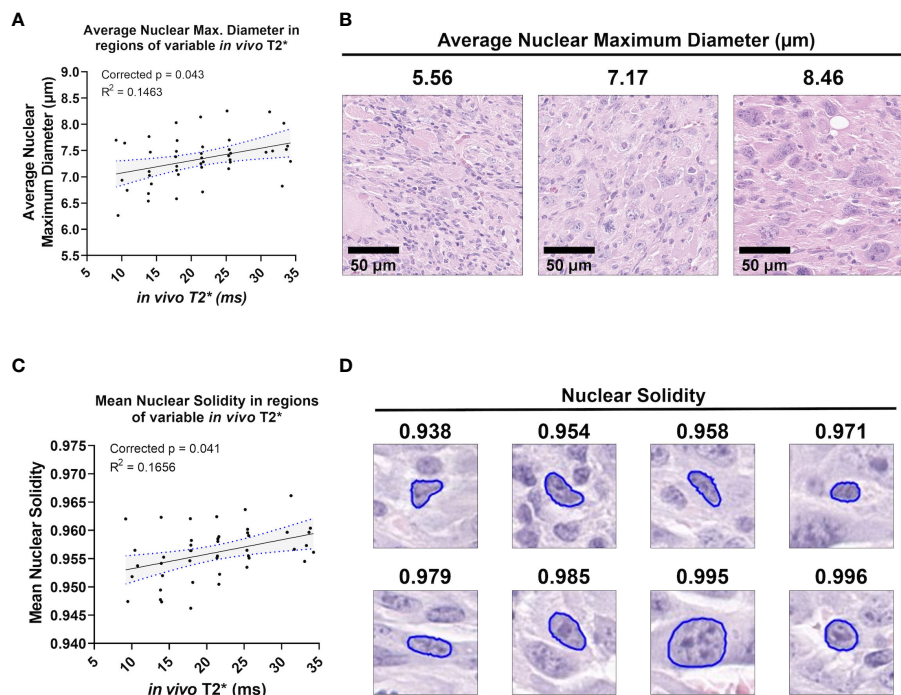 A
Average Nuclear Max. Diameter in
regions of variable in vivo T2*
Corrected p = 0.043
R² = 0.1463
Average Nuclear
Maximum Diameter (µm)
9.0
8.5
8.0
7.5
7.0
6.5
6.0
5.5
5 10 15 20 25 30 35
in vivo T2* (ms)
B
Average Nuclear Maximum Diameter (µm)
5.56 7.17 8.46
50 µm 50 µm 50 µm
C
Mean Nuclear Solidity in regions
of variable in vivo T2*
Corrected p = 0.041
R² = 0.1656
Mean Nuclear Solidity
0.975
0.970
0.965
0.960
0.955
0.950
0.945
0.940
5 10 15 20 25 30 35
in vivo T2* (ms)
D
Nuclear Solidity
0.938 0.954 0.958 0.971
0.979 0.985 0.995 0.996